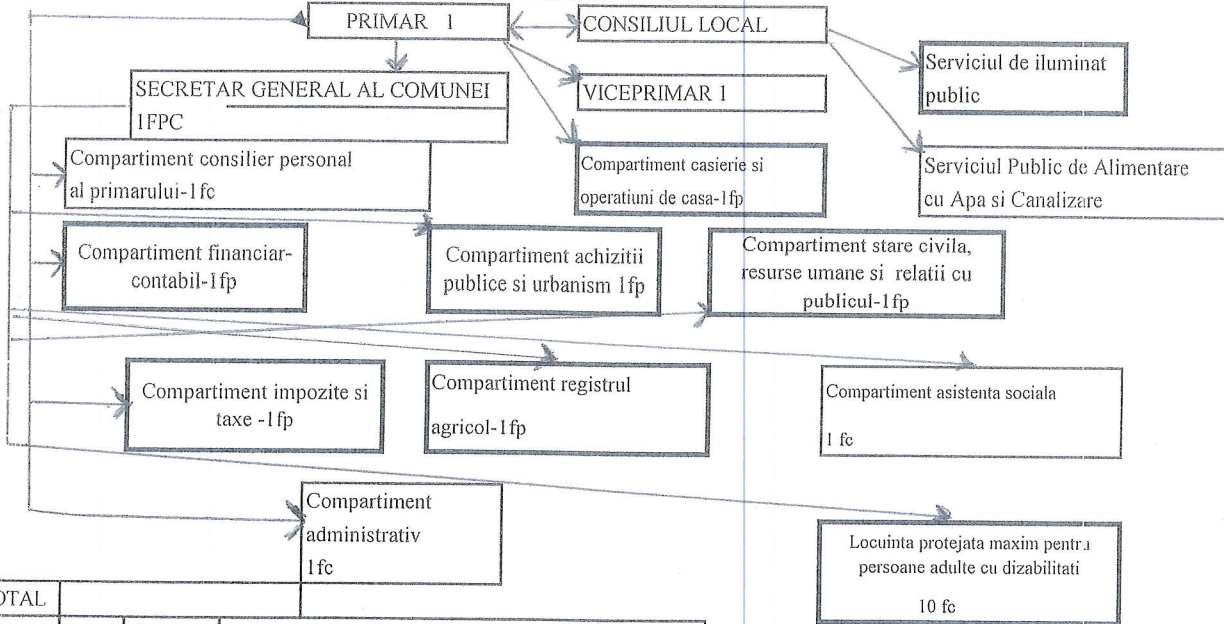 PRIMAR 1
CONSILIUL LOCAL
Serviciul de iluminat
public
SECRETAR GENERAL AL COMUNEI
1FPC
VICEPRIMAR 1
Compartiment consilier personal
al primarului-1fc
Compartiment casierie si
operatiuni de casa-1fp
Serviciul Public de Alimentare
cu Apa si Canalizare
Compartiment financiar-
contabil-1fp
Compartiment achizitii
publice si urbanism 1fp
Compartiment stare civila,
resurse umane si relatii cu
publicul-1fp
Compartiment impozite si
taxe -1fp
Compartiment registrul
agricol-1fp
Compartiment asistenta sociala
1 fc
Compartiment
administrativ
1fc
Locuinta protejata maxim pentru
persoane adulte cu dizabilitati
10 fc
OTAL